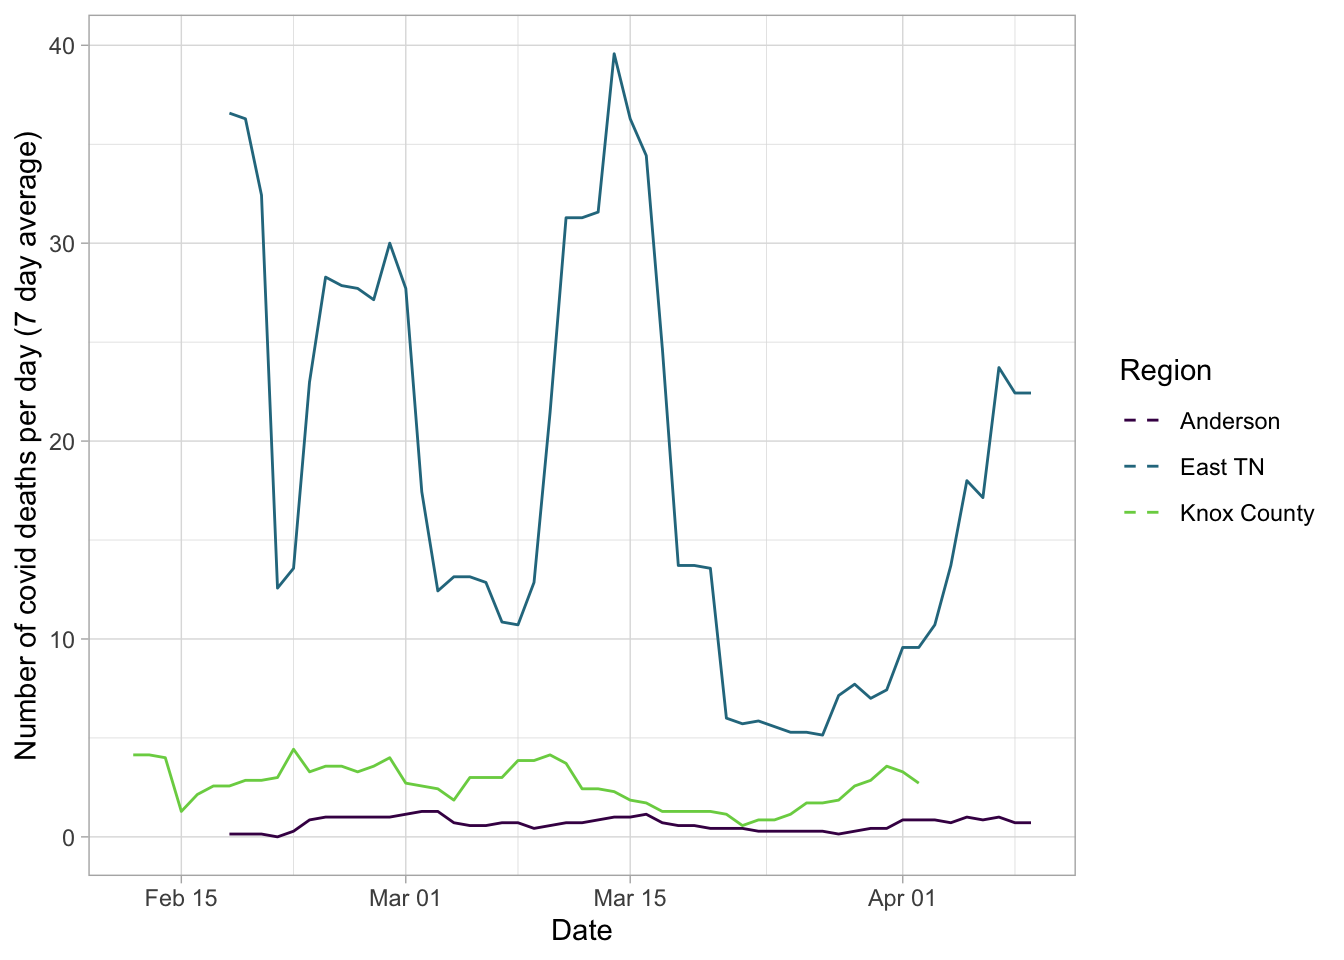 Number of covid deaths per day (7 day average)
40
30
20
10
0
Feb 15
Mar 01
Mar 15
Apr 01
Date
Region
Anderson
East TN
Knox County